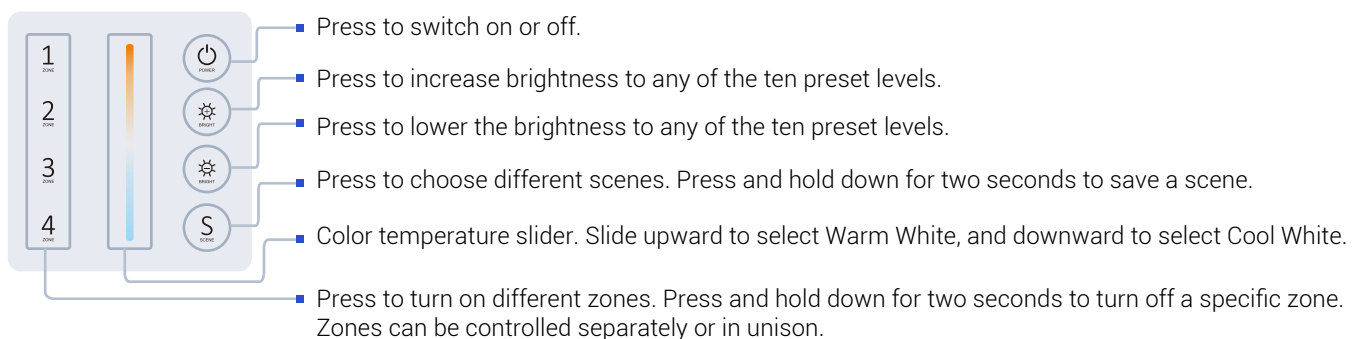 1
ZONE
2
ZONE
3
ZONE
4
ZONE
POWER
BRIGHT
BRIGHT
S
SCENE
Press to switch on or off.
Press to increase brightness to any of the ten preset levels.
Press to lower the brightness to any of the ten preset levels.
Press to choose different scenes. Press and hold down for two seconds to save a scene.
Color temperature slider. Slide upward to select Warm White, and downward to select Cool White.
Press to turn on different zones. Press and hold down for two seconds to turn off a specific zone.
Zones can be controlled separately or in unison.